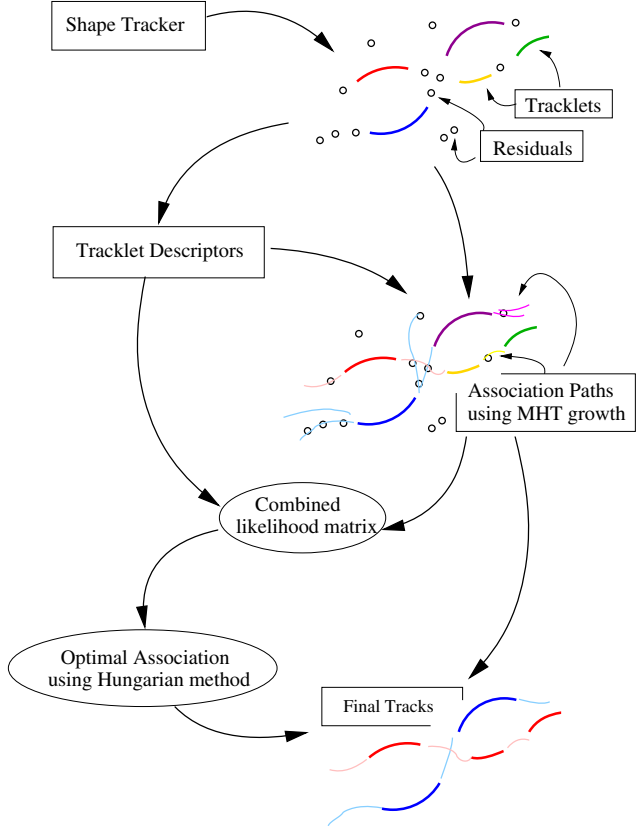 Shape Tracker
Tracklets
Residuals
Tracklet Descriptors
Association Paths
using MHT growth
Combined
likelihood matrix
Optimal Association
using Hungarian method
Final Tracks